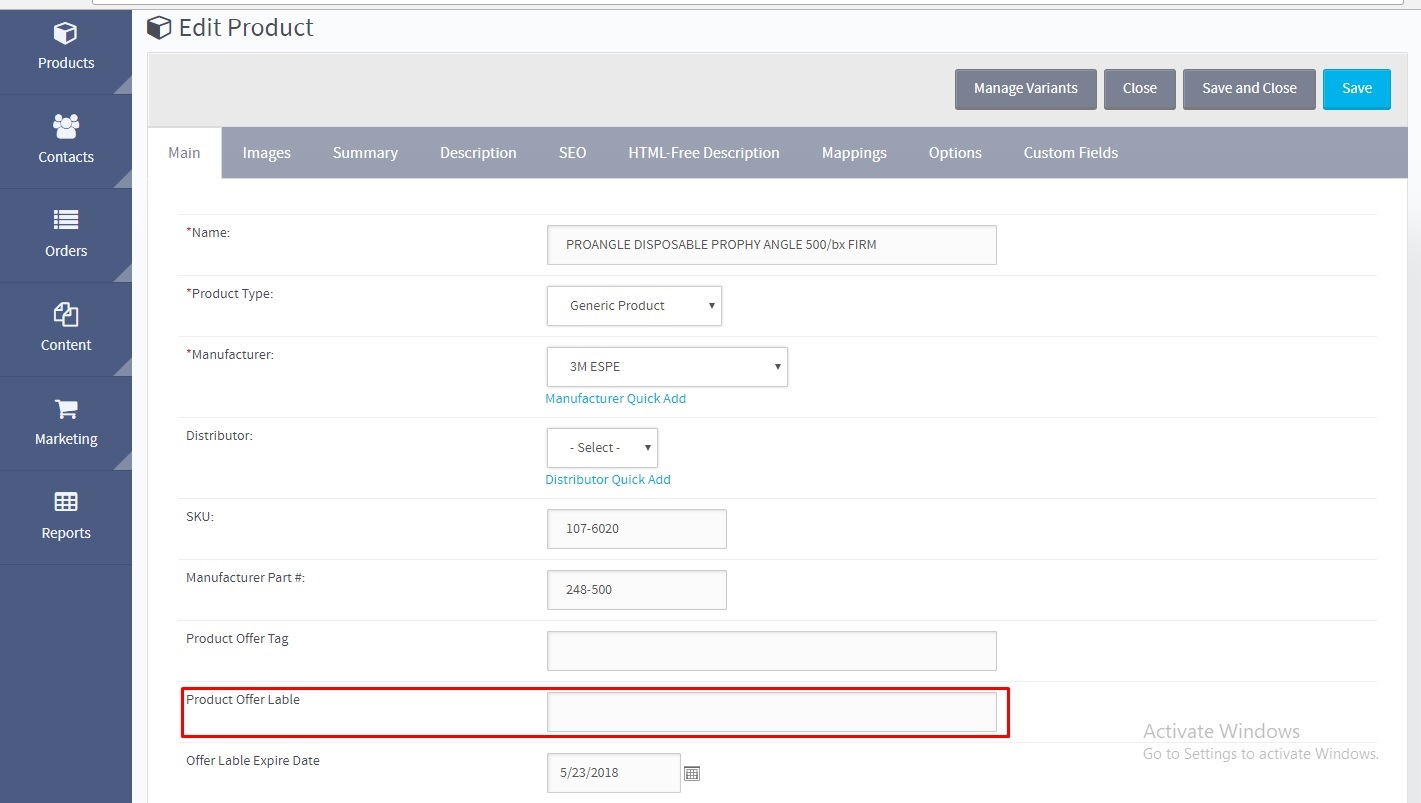 Edit Product
Products
Contacts
Orders
Content
Marketing
Reports
Manage Variants
Close
Save and Close
Save
Main
Images
Summary
Description
SEO
HTML-Free Description
Mappings
Options
Custom Fields
*Name:
PROANGLE DISPOSABLE PROPHY ANGLE 500/bx FIRM
*Product Type:
Generic Product
*Manufacturer:
3M ESPE
Manufacturer Quick Add
Distributor:
- Select -
Distributor Quick Add
SKU:
107-6020
Manufacturer Part #:
248-500
Product Offer Tag
Product Offer Lable
Offer Lable Expire Date
5/23/2018
Activate Windows
Go to Settings to activate Windows.